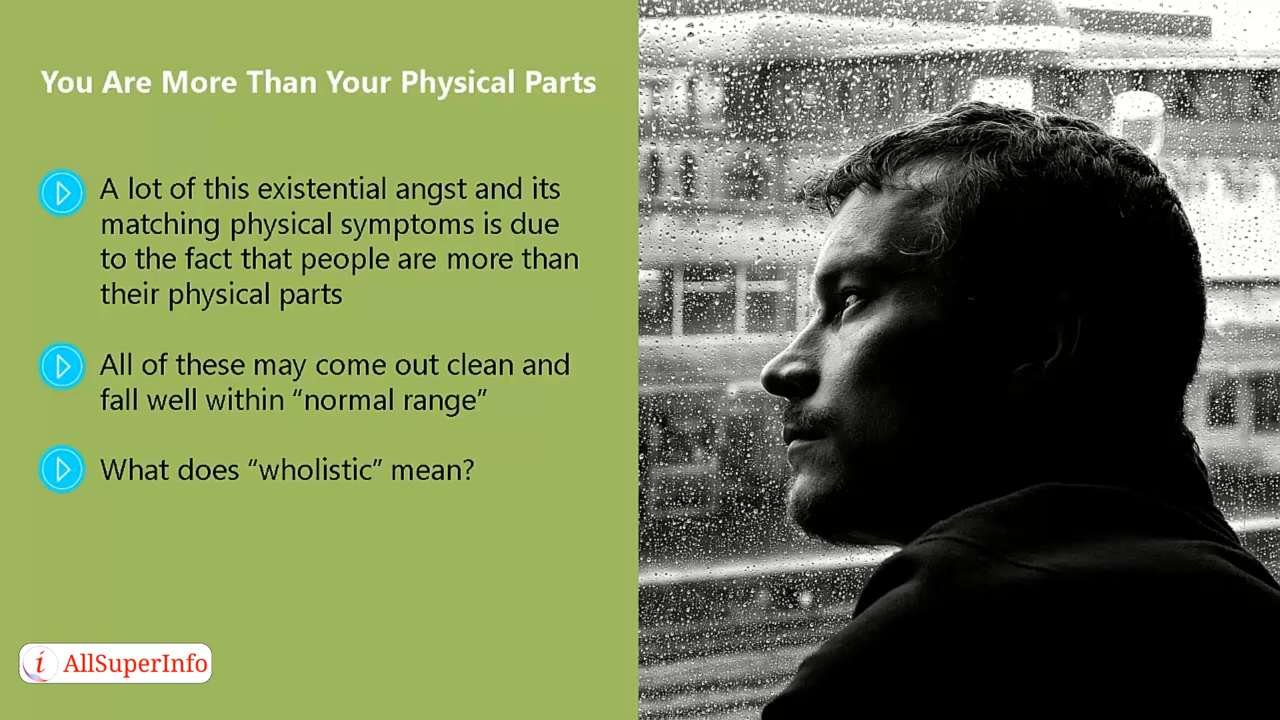 You Are More Than Your Physical Parts
A lot of this existential angst and its
matching physical symptoms is due
to the fact that people are more than
their physical parts
All of these may come out clean and
fall well within “normal range”
What does “wholistic” mean?
i AllSuperInfo